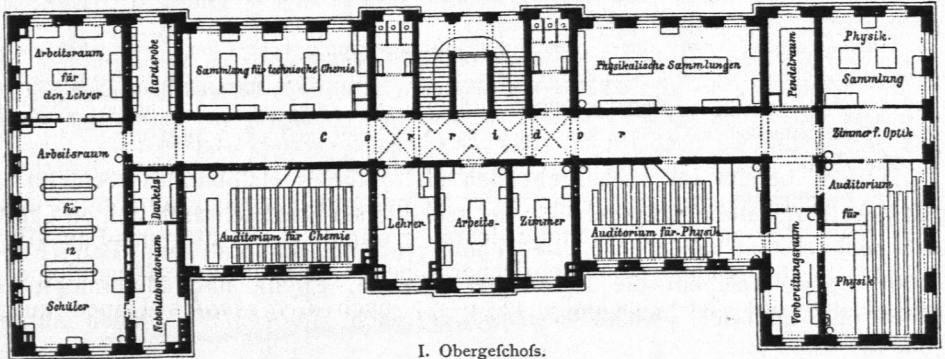 Arbeitsraum
für
den Lehrer
Garderobe
Sammlung für technische Chemie
Physikalische Sammlungen
Pendelraum
Physik.
Sammlung
Corridor
Zimmer f. Optik
Arbeitsraum
für
12
Schüler
Dunkelz.
Nebenlaboratorium
Auditorium für Chemie
Lehrer
Arbeits-
Zimmer
Auditorium für Physik
Vorbereitungsraum
Auditorium
für
Physik
I. Obergeſchoſs.